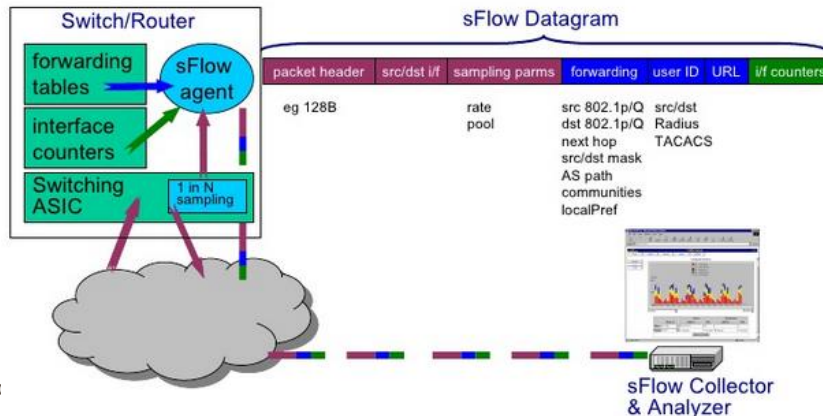 Switch/Router
sFlow Datagram
forwarding
tables
sFlow
agent
interface
counters
Switching
ASIC
1 in N
sampling
packet header
src/dst i/f
sampling parms
forwarding
user ID
URL
i/f counters
eg 128B
rate
pool
src 802.1p/Q
dst 802.1p/Q
next hop
src/dst mask
AS path
communities
localPref
src/dst
Radius
TACACS
sFlow Collector
& Analyzer